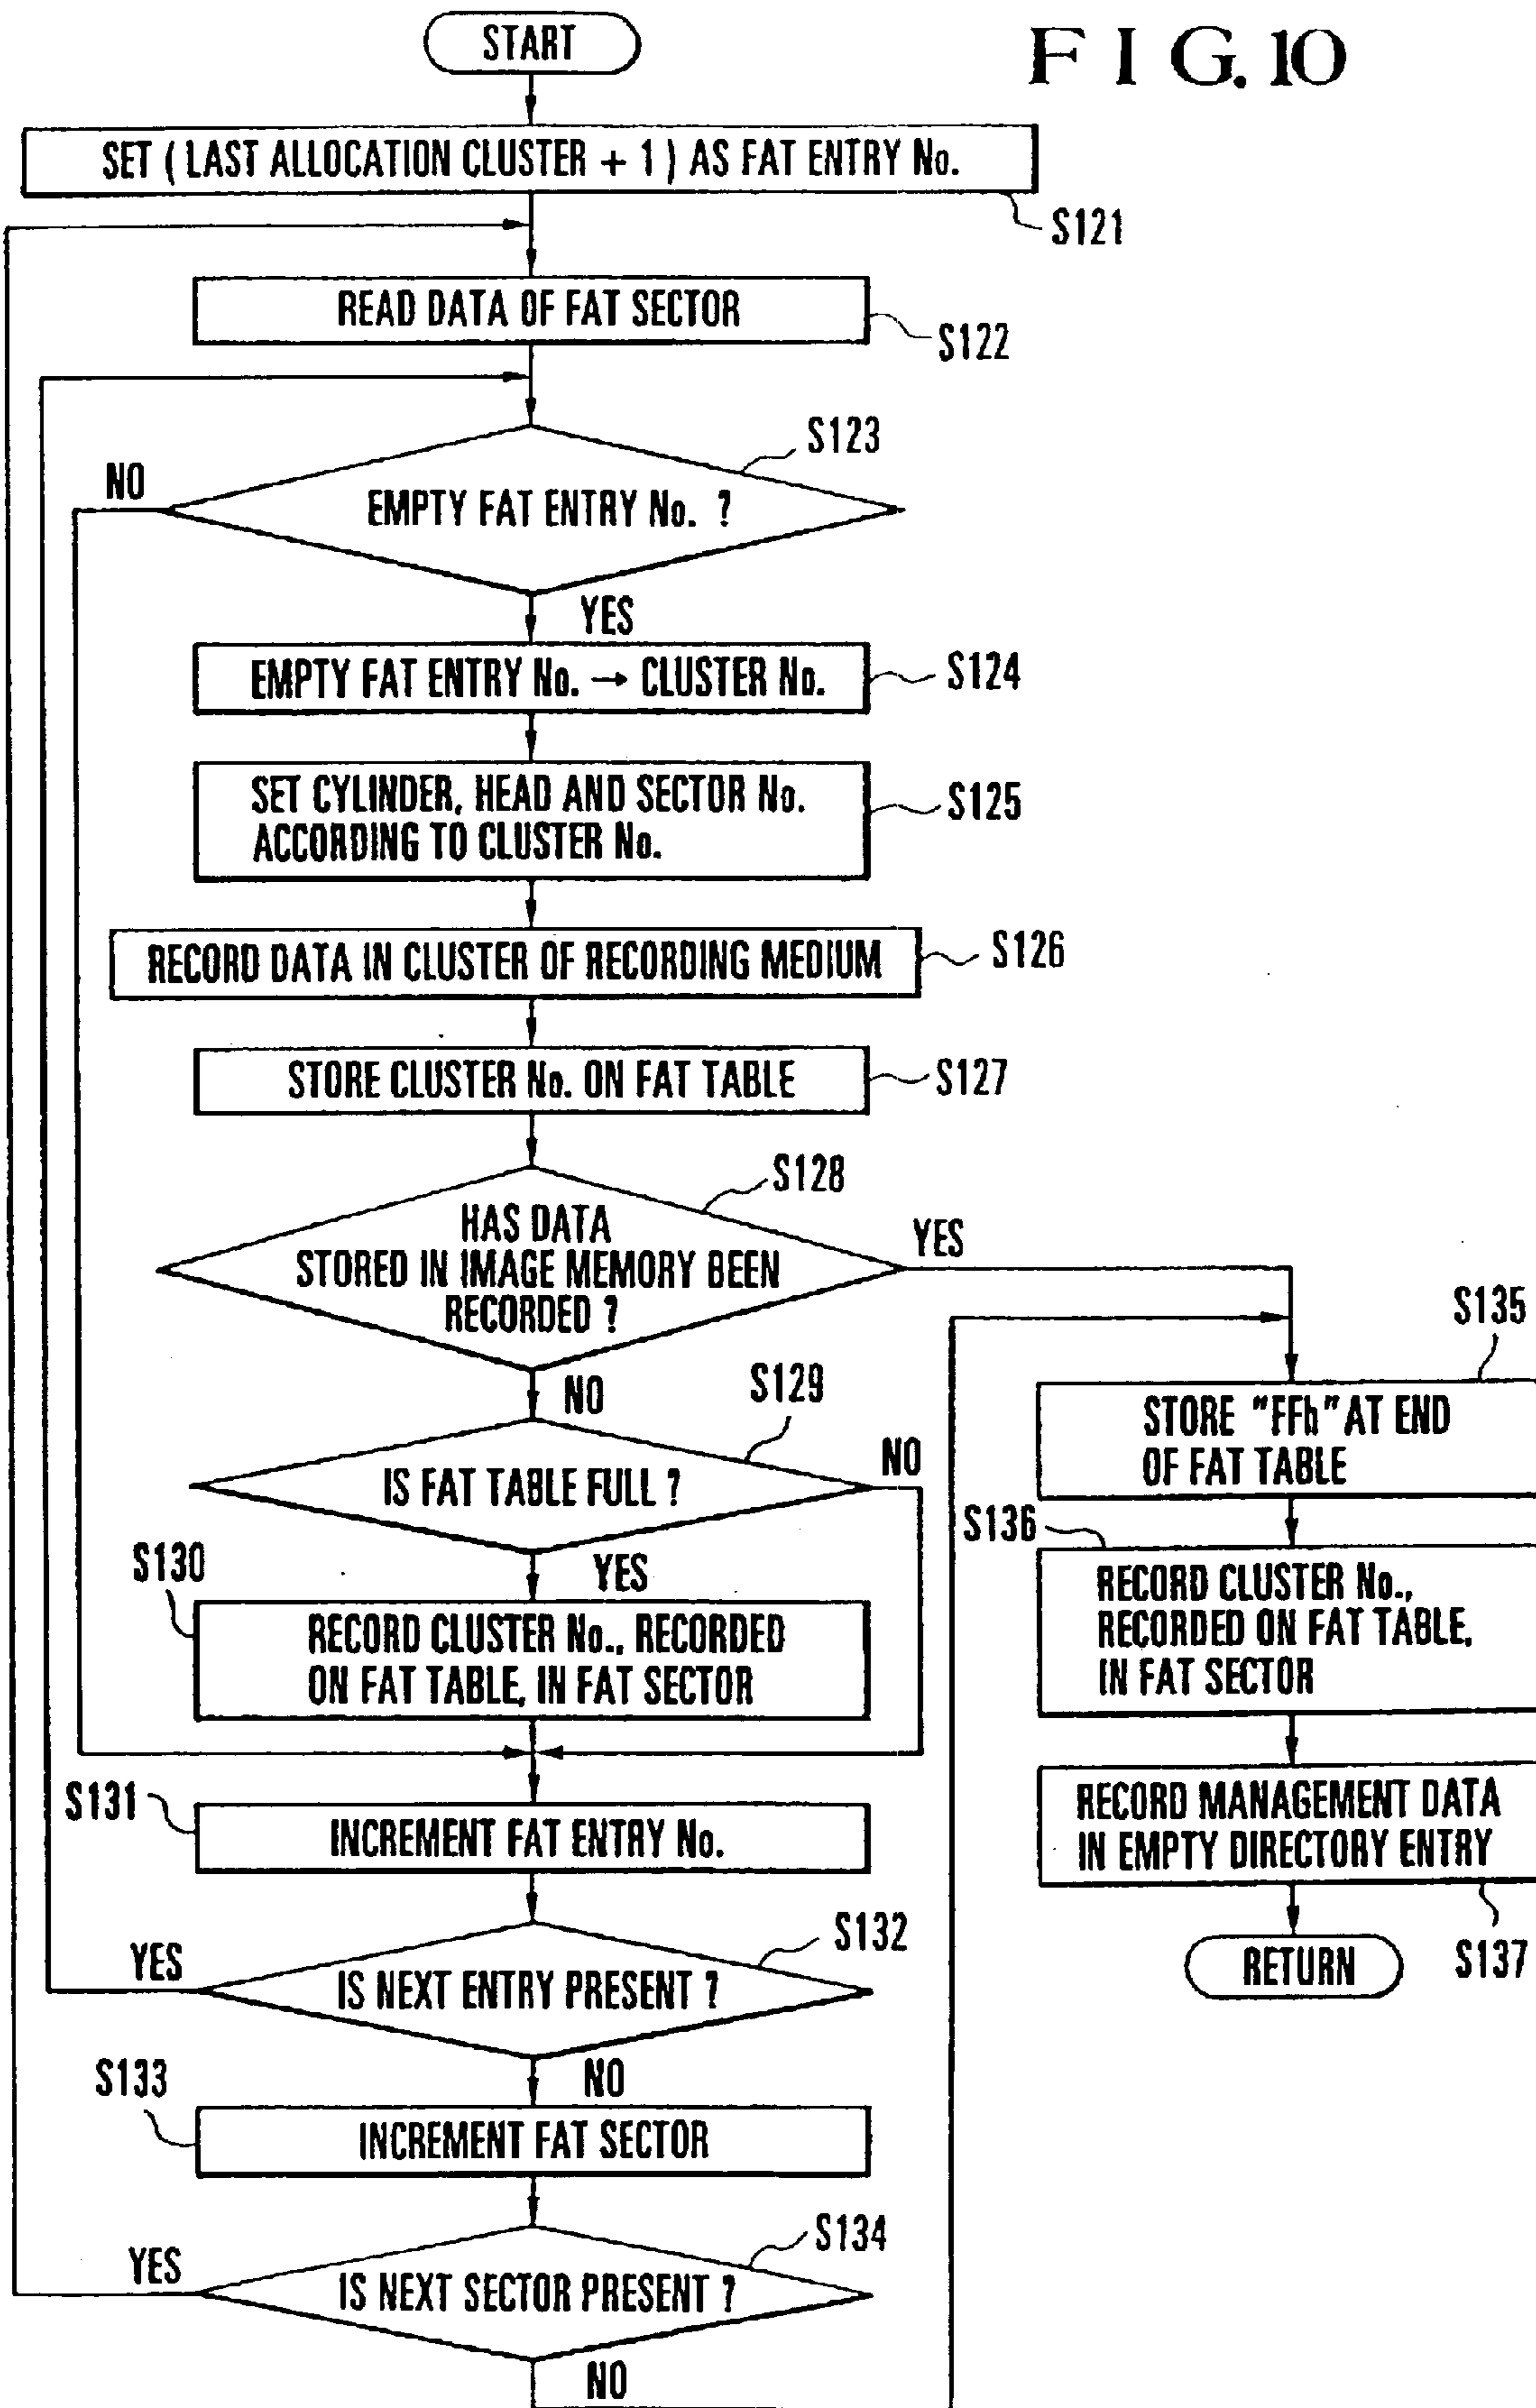 START
FIG.10
SET ( LAST ALLOCATION CLUSTER + 1 ) AS FAT ENTRY No.
S121
READ DATA OF FAT SECTOR
S122
S123
NO
EMPTY FAT ENTRY No. ?
YES
EMPTY FAT ENTRY No. → CLUSTER No.
S124
SET CYLINDER, HEAD AND SECTOR No.
ACCORDING TO CLUSTER No.
S125
RECORD DATA IN CLUSTER OF RECORDING MEDIUM
S126
STORE CLUSTER No. ON FAT TABLE
S127
S128
HAS DATA
STORED IN IMAGE MEMORY BEEN
RECORDED ?
YES
NO
S129
IS FAT TABLE FULL ?
NO
YES
S130
RECORD CLUSTER No., RECORDED
ON FAT TABLE, IN FAT SECTOR
S131
INCREMENT FAT ENTRY No.
S132
YES
IS NEXT ENTRY PRESENT ?
NO
S133
INCREMENT FAT SECTOR
S134
YES
IS NEXT SECTOR PRESENT ?
NO
S135
STORE "FFh" AT END
OF FAT TABLE
S136
RECORD CLUSTER No.,
RECORDED ON FAT TABLE,
IN FAT SECTOR
RECORD MANAGEMENT DATA
IN EMPTY DIRECTORY ENTRY
S137
RETURN